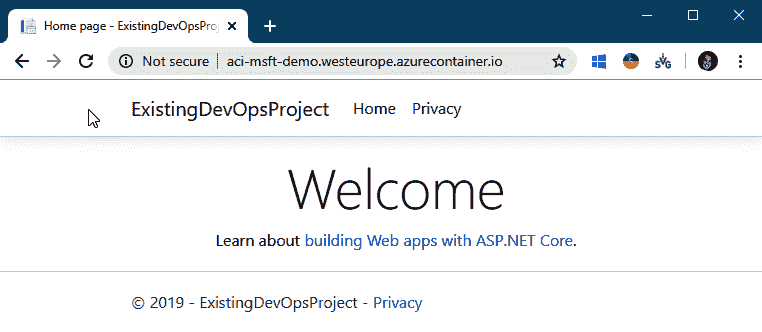 Home page - ExistingDevOpsProj
Not secure aci-msft-demo.westeurope.azurecontainer.io
SVG
ExistingDevOpsProject Home Privacy
Welcome
Learn about building Web apps with ASP.NET Core.
© 2019 - ExistingDevOpsProject - Privacy